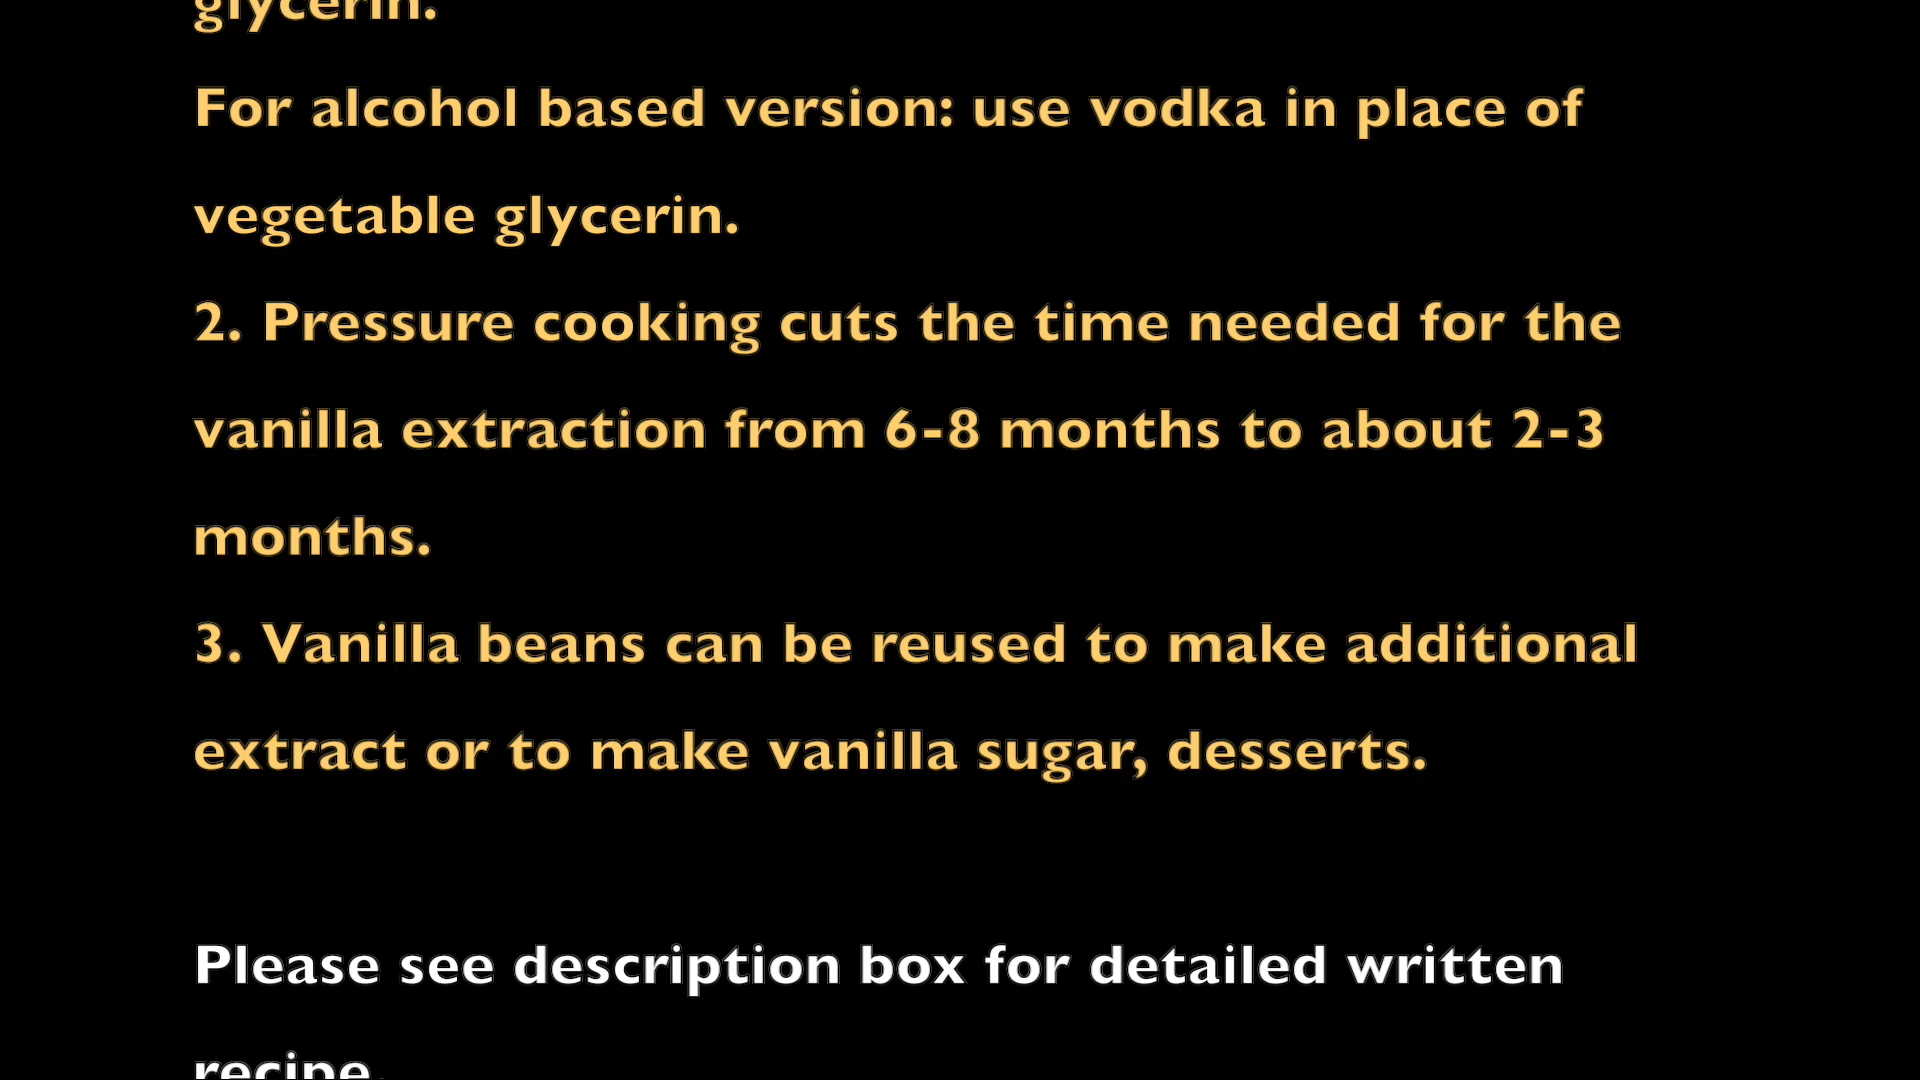 glycerin.
For alcohol based version: use vodka in place of
vegetable glycerin.
2. Pressure cooking cuts the time needed for the
vanilla extraction from 6-8 months to about 2-3
months.
3. Vanilla beans can be reused to make additional
extract or to make vanilla sugar, desserts.
Please see description box for detailed written
recipe.